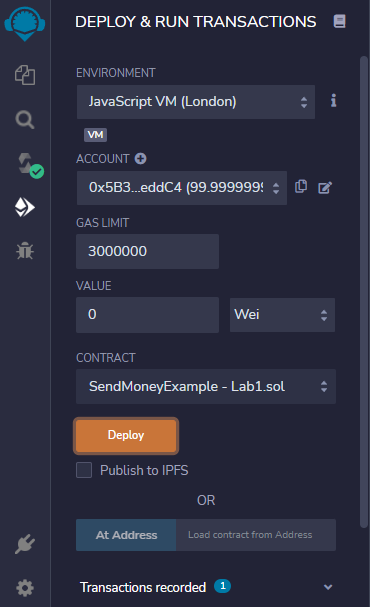 DEPLOY & RUN TRANSACTIONS
ENVIRONMENT
JavaScript VM (London)
VM
ACCOUNT
0x5B3...eddC4 (99.9999999
GAS LIMIT
3000000
VALUE
0 Wei
CONTRACT
SendMoneyExample - Lab1.sol
Deploy
Publish to IPFS
OR
At Address Load contract from Address
Transactions recorded 1